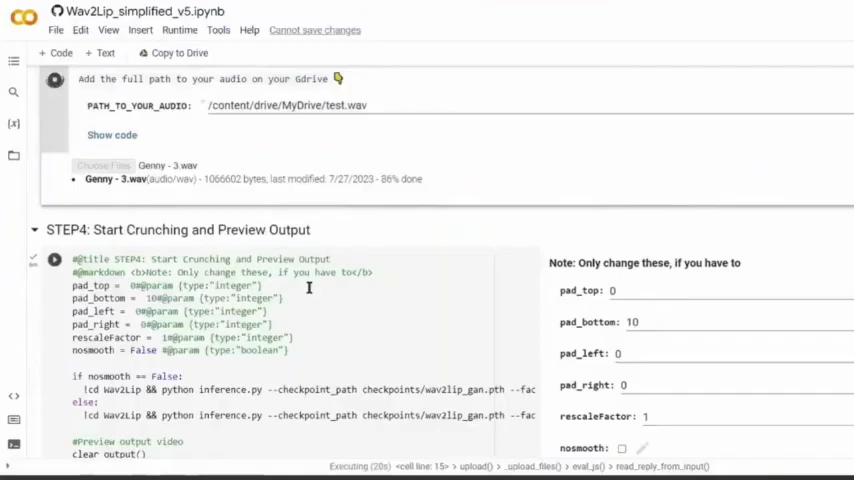 Wav2Lip_simplified_v5.ipynb
File Edit View Insert Runtime Tools Help Cannot save changes
+ Code + Text Copy to Drive
Add the full path to your audio on your Gdrive 👇
PATH_TO_YOUR_AUDIO: "/content/drive/MyDrive/test.wav
Show code
Choose Files Genny - 3.wav
• Genny - 3.wav(audio/wav) - 1066602 bytes, last modified: 7/27/2023 - 86% done
STEP4: Start Crunching and Preview Output
#@title STEP4: Start Crunching and Preview Output
#@markdown <b>Note: Only change these, if you have to</b>
pad_top = 0#@param {type:"integer"}
pad_bottom = 10#@param {type:"integer"}
pad_left = 0#@param {type:"integer"}
pad_right = 0#@param {type:"integer"}
rescaleFactor = 1#@param {type:"integer"}
nosmooth = False #@param {type:"boolean"}
if nosmooth == False:
!cd Wav2Lip && python inference.py --checkpoint_path checkpoints/wav2lip_gan.pth --fac
else:
!cd Wav2Lip && python inference.py --checkpoint_path checkpoints/wav2lip_gan.pth --fac
#Preview output video
clear_output()
Note: Only change these, if you have to
pad_top: 0
pad_bottom: 10
pad_left: 0
pad_right: 0
rescaleFactor: 1
nosmooth:
Executing (20s) <cell line: 15> > upload() > _upload_files() > eval_js() > read_reply_from_input()